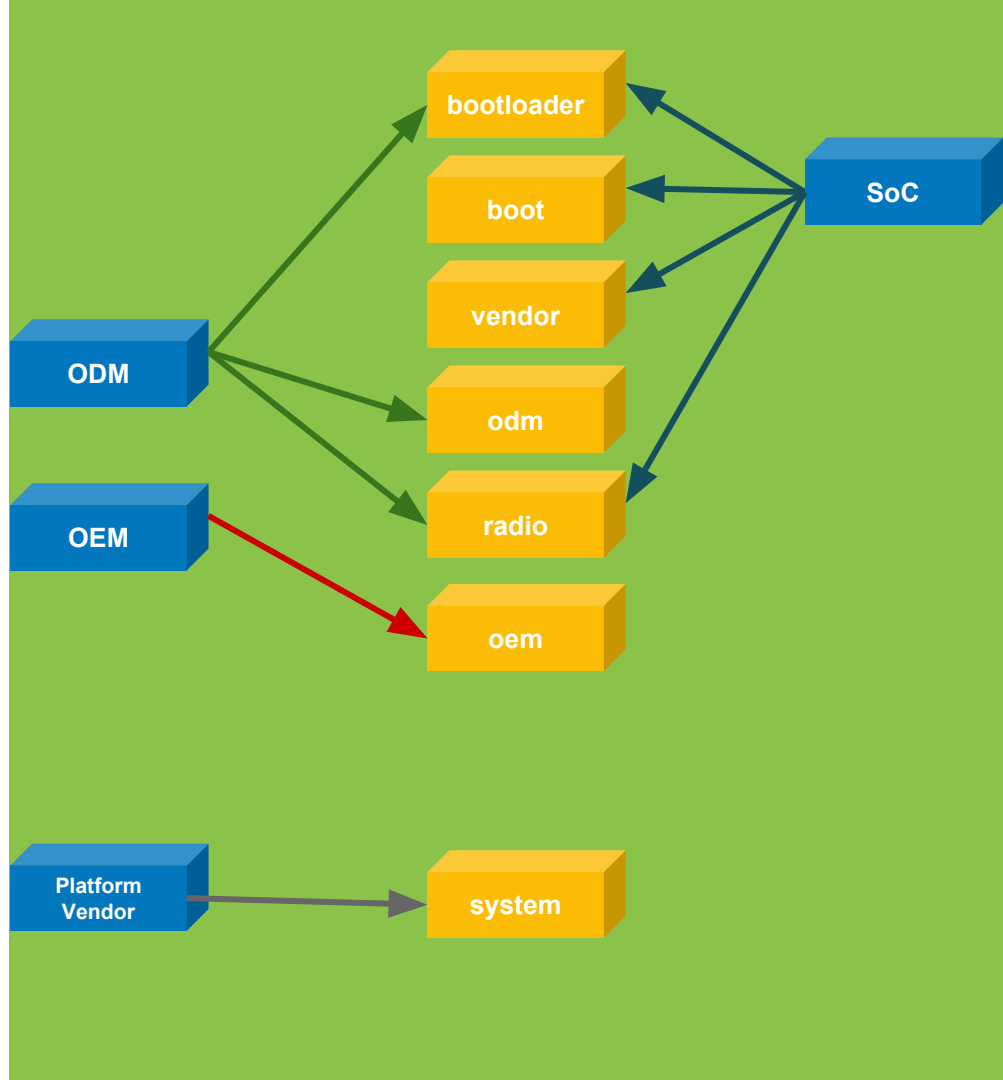 bootloader
boot
SoC
vendor
ODM
odm
radio
OEM
oem
Platform
Vendor
system